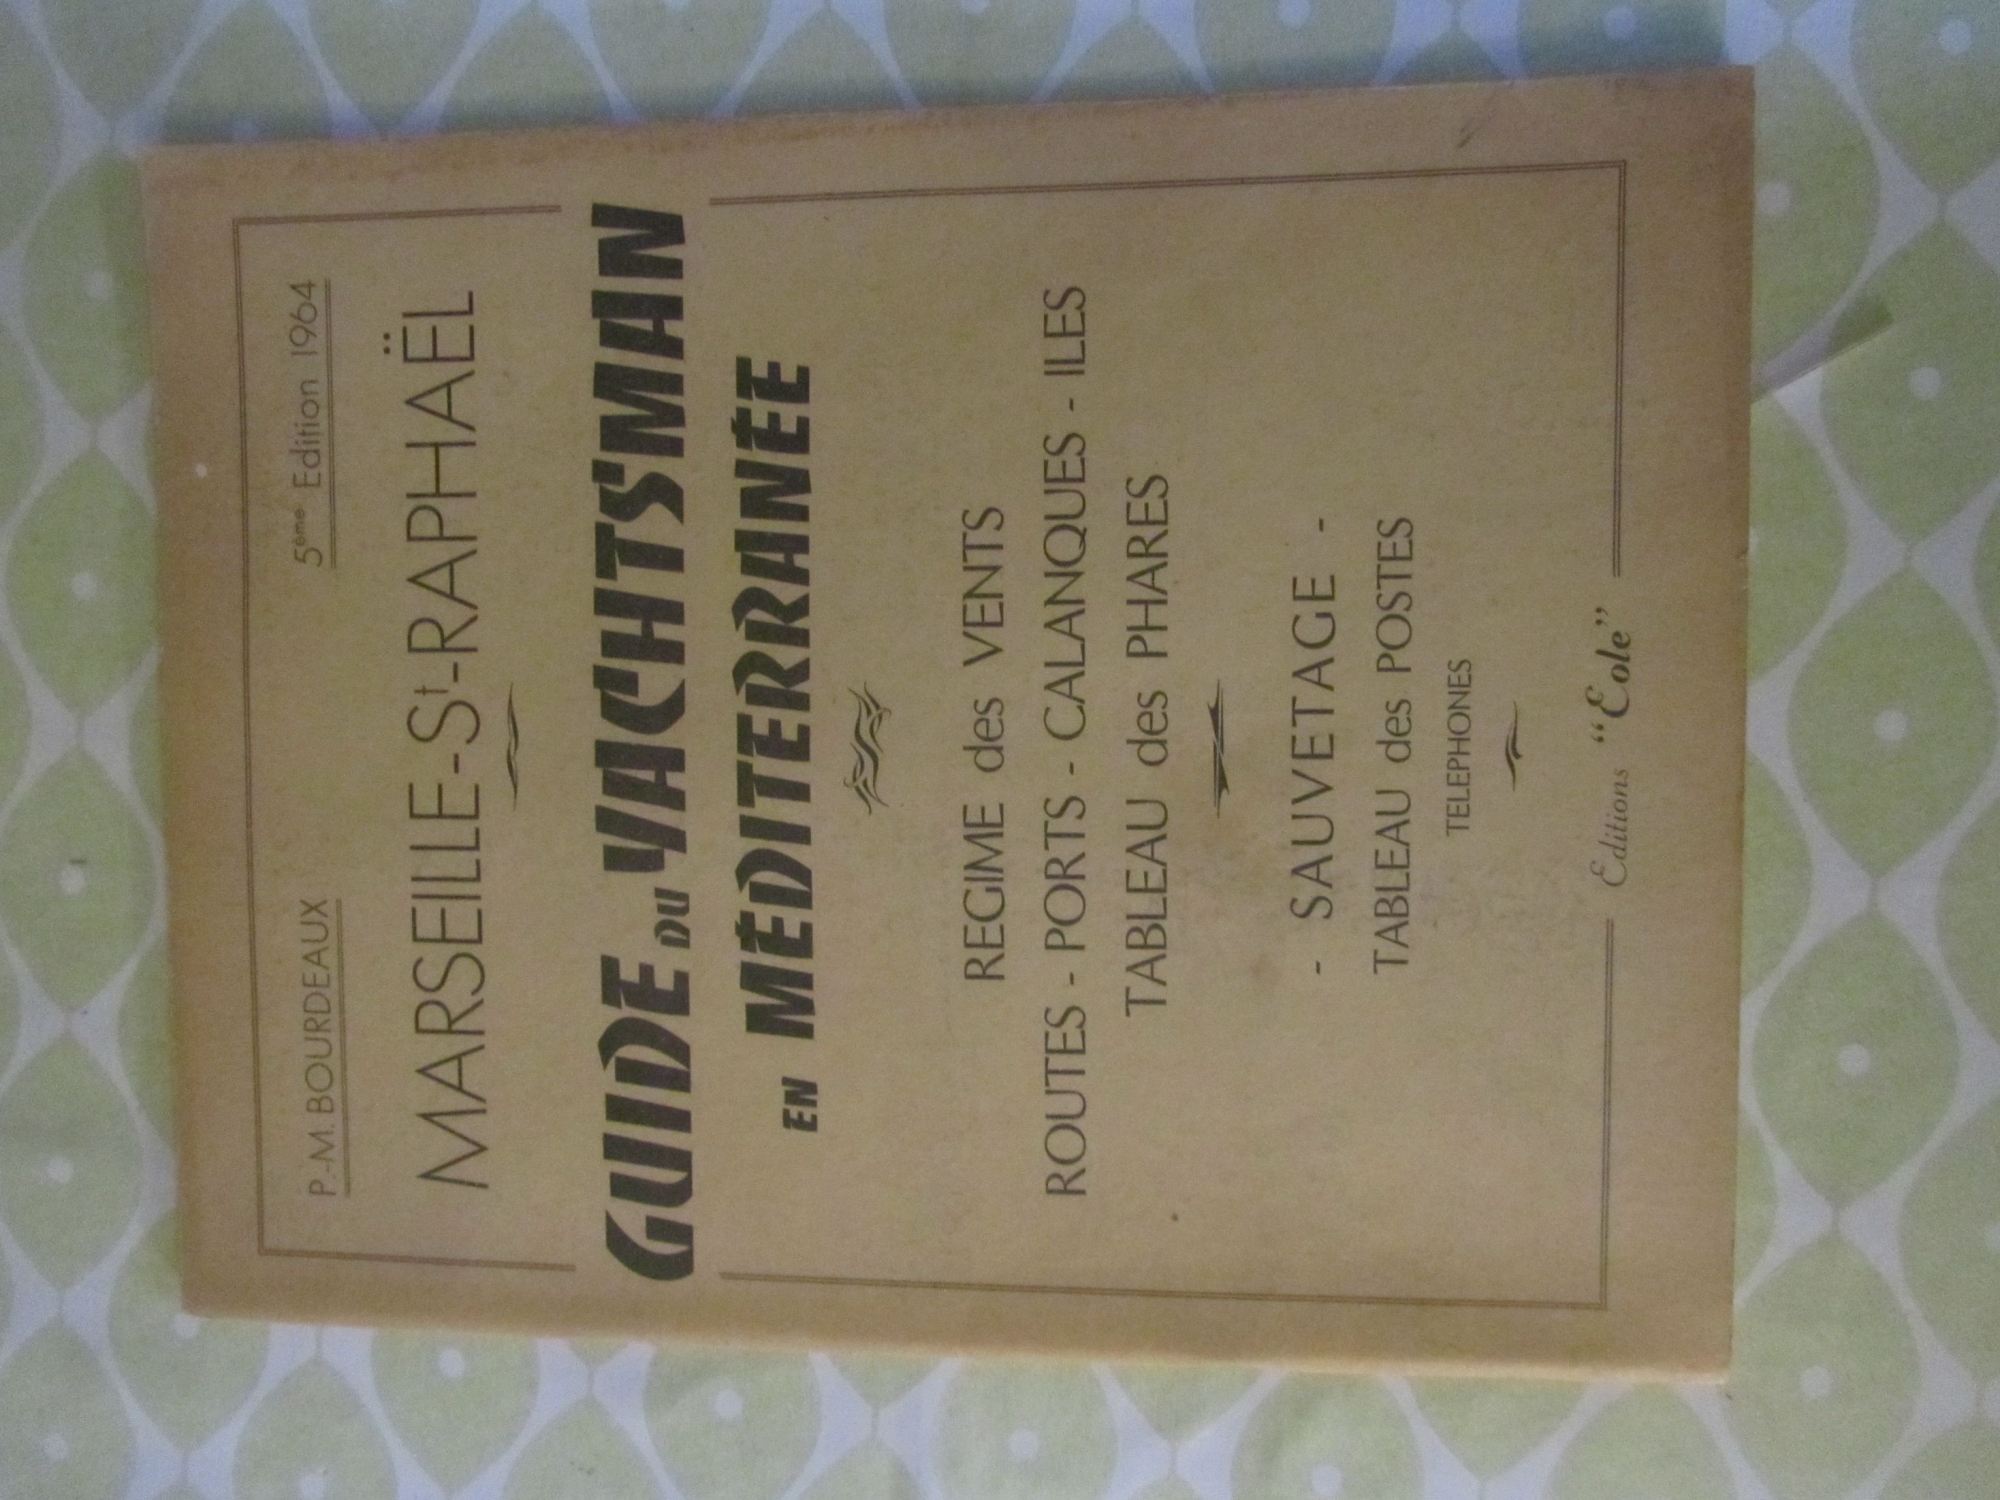 P.-M. BOURDEAUX 5ème Edition 1964
MARSEILLE-St-RAPHAËL
GUIDE DU YACHTSMAN
EN MÉDITERRANÉE
REGIME des VENTS
ROUTES - PORTS - CALANQUES - ILES
TABLEAU des PHARES
- SAUVETAGE -
TABLEAU des POSTES
TELEPHONES
Editions "Eole"